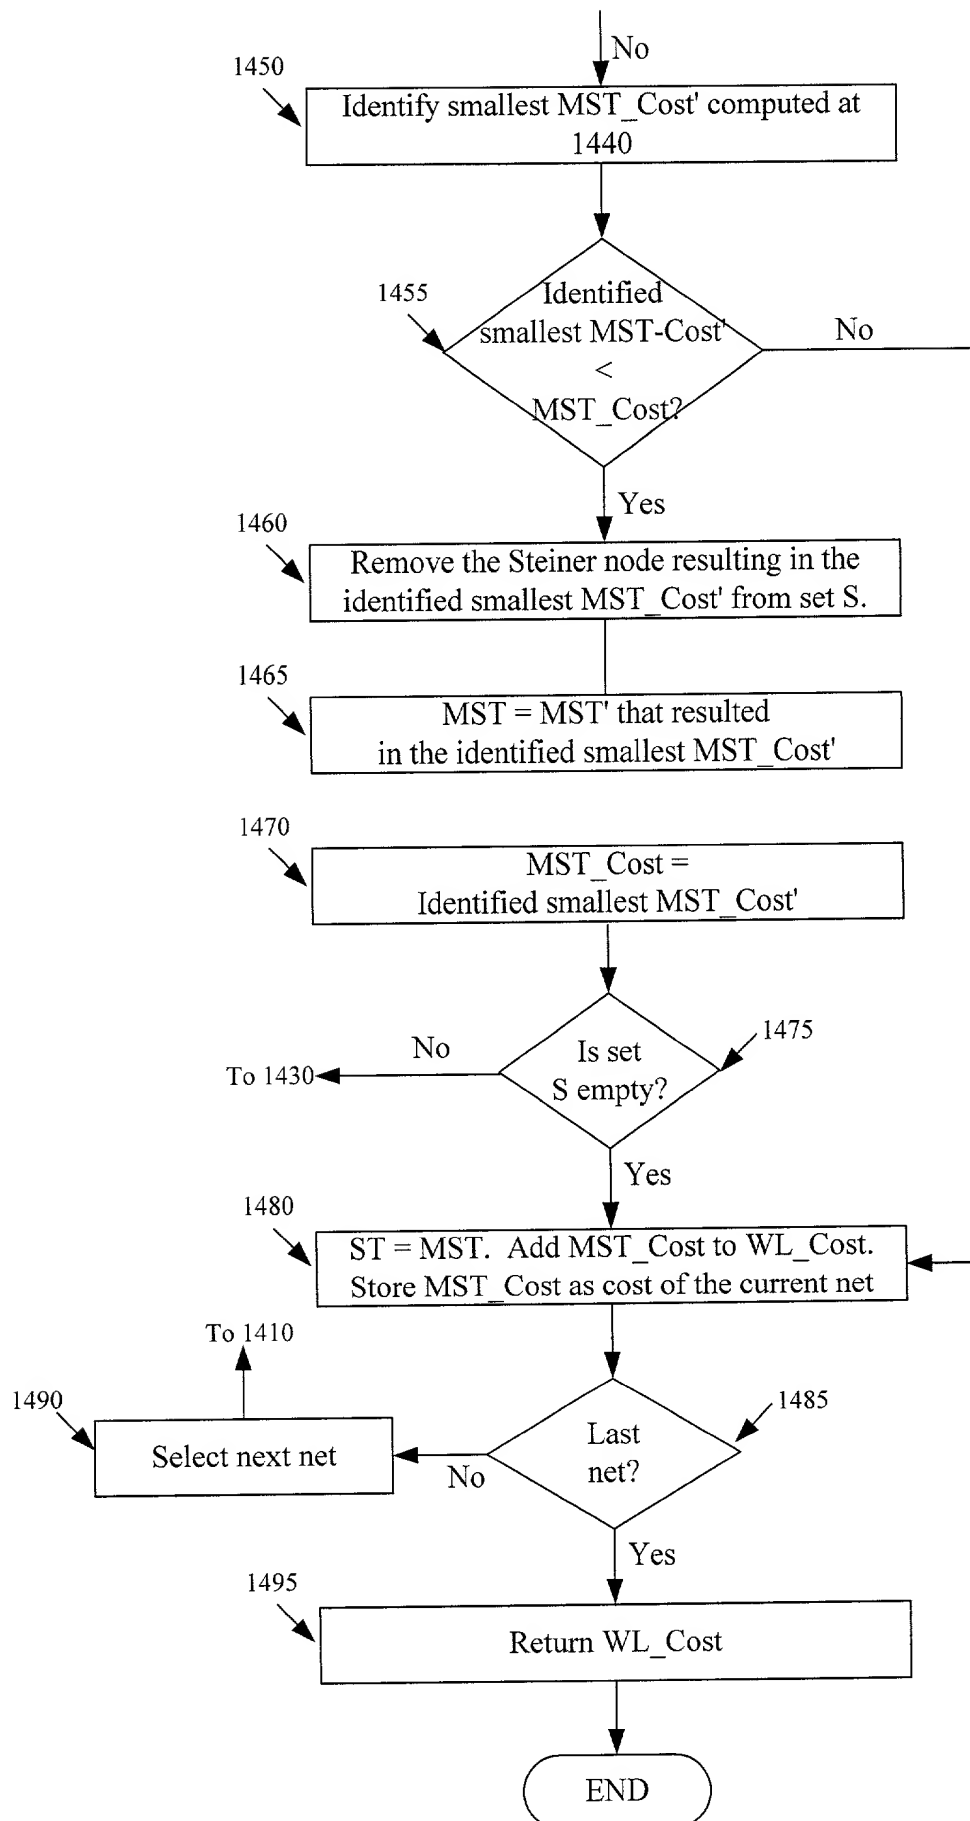 No
1450
Identify smallest MST_Cost' computed at
1440
1455
Identified
smallest MST-Cost'
<
MST_Cost?
No
Yes
1460
Remove the Steiner node resulting in the
identified smallest MST_Cost' from set S.
1465
MST = MST' that resulted
in the identified smallest MST_Cost'
1470
MST_Cost =
Identified smallest MST_Cost'
1475
Is set
S empty?
No
To 1430
Yes
1480
ST = MST.  Add MST_Cost to WL_Cost.
Store MST_Cost as cost of the current net
To 1410
1490
Select next net
1485
Last
net?
No
Yes
1495
Return WL_Cost
END